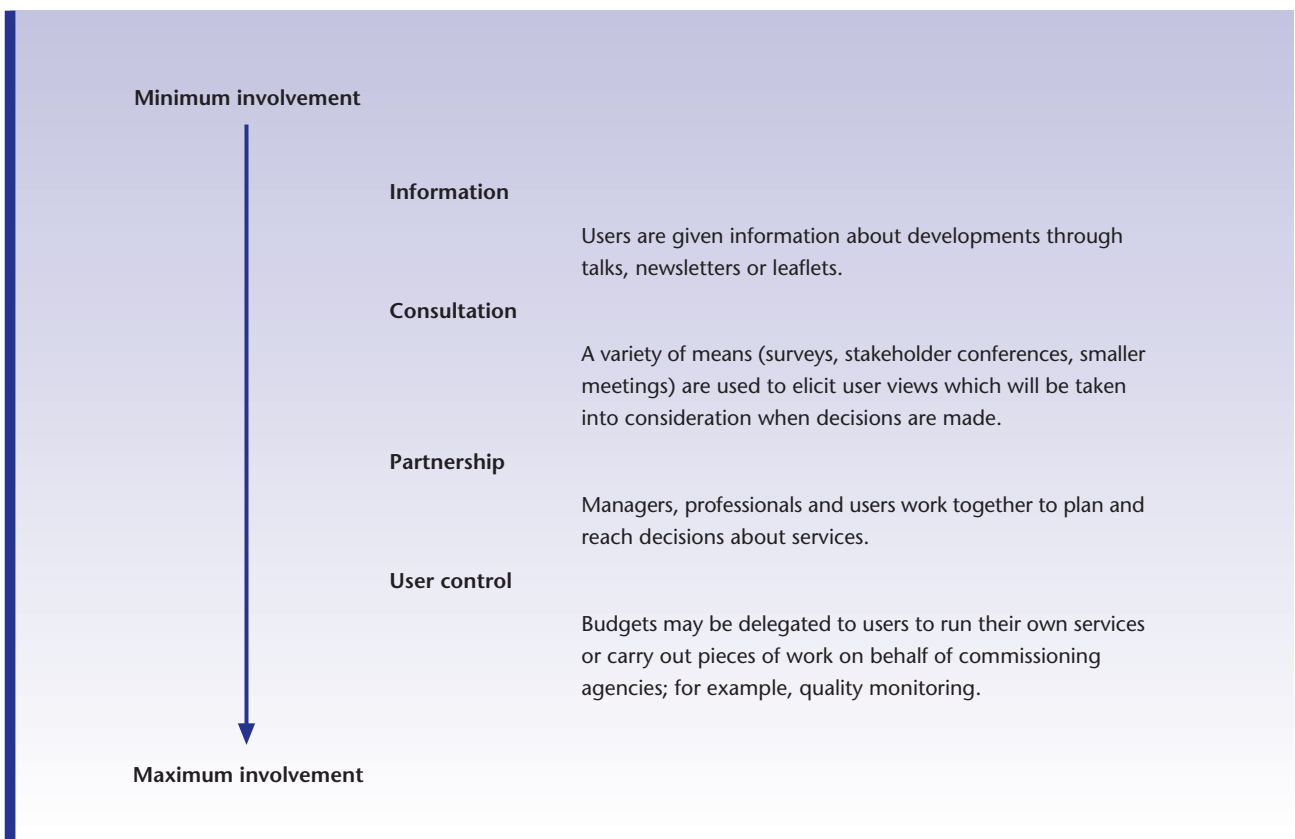 Minimum involvement
Information
Users are given information about developments through
talks, newsletters or leaflets.
Consultation
A variety of means (surveys, stakeholder conferences, smaller
meetings) are used to elicit user views which will be taken
into consideration when decisions are made.
Partnership
Managers, professionals and users work together to plan and
reach decisions about services.
User control
Budgets may be delegated to users to run their own services
or carry out pieces of work on behalf of commissioning
agencies; for example, quality monitoring.
Maximum involvement